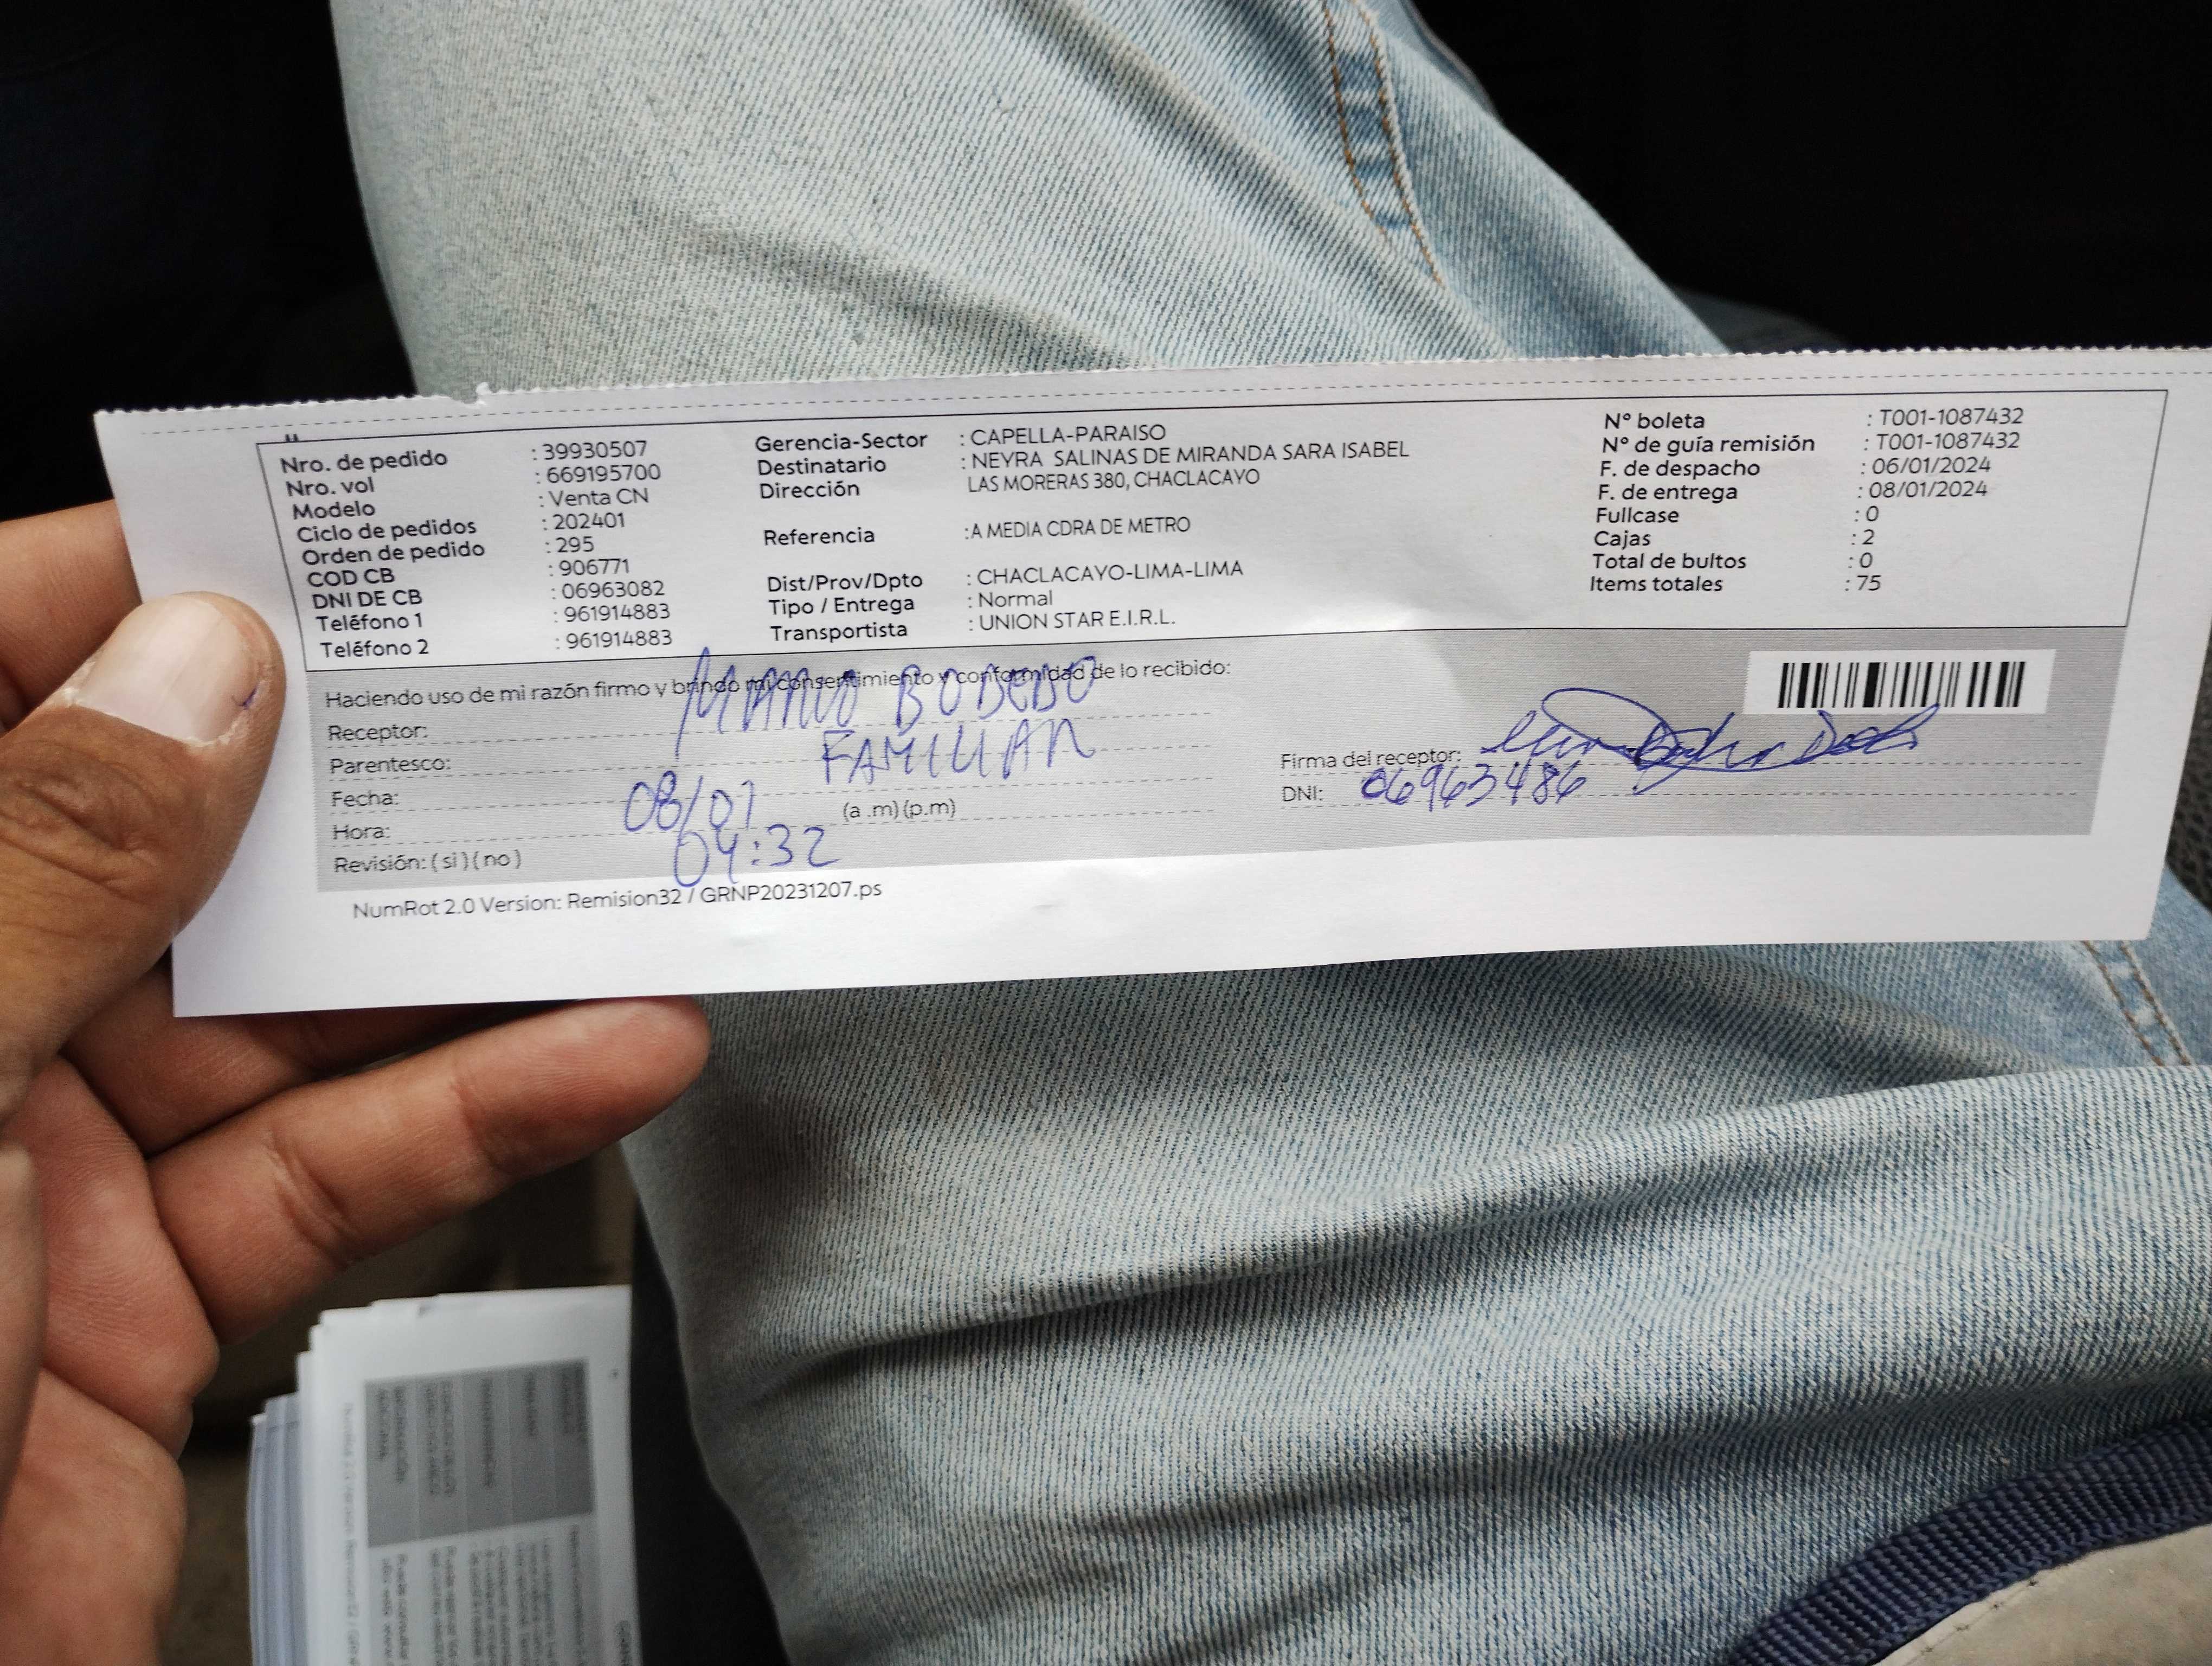 Nro. de pedido : 39930507
Nro. vol : 669195700
Modelo : Venta CN
Ciclo de pedidos : 202401
Orden de pedido : 295
COD CB : 906771
DNI DE CB : 06963082
Teléfono 1 : 961914883
Teléfono 2 : 961914883
Gerencia-Sector : CAPELLA-PARAISO
Destinatario : NEYRA SALINAS DE MIRANDA SARA ISABEL
Dirección LAS MORERAS 380, CHACLACAYO
Referencia :A MEDIA CDRA DE METRO
Dist/Prov/Dpto : CHACLACAYO-LIMA-LIMA
Tipo / Entrega : Normal
Transportista : UNION STAR E.I.R.L.
N° boleta : T001-1087432
N° de guía remisión : T001-1087432
F. de despacho : 06/01/2024
F. de entrega : 08/01/2024
Fullcase : 0
Cajas : 2
Total de bultos : 0
Items totales : 75
Haciendo uso de mi razón firmo y brindo mi consentimiento y conformidad de lo recibido:
Receptor:
Parentesco: FAMILIAR
Fecha: 08/01
Hora: 04:32 (a .m) (p.m)
Revisión: ( si ) ( no )
Firma del receptor:
DNI: 06963486
NumRot 2.0 Version: Remision32 / GRNP20231207.ps